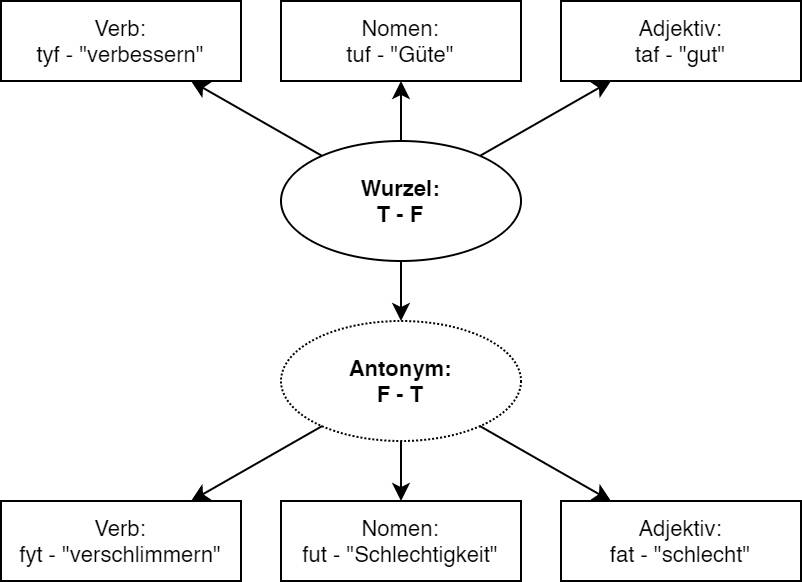 Verb:
tyf - "verbessern"
Nomen:
tuf - "Güte"
Adjektiv:
taf - "gut"
Wurzel:
T - F
Antonym:
F - T
Verb:
fyt - "verschlimmern"
Nomen:
fut - "Schlechtigkeit"
Adjektiv:
fat - "schlecht"